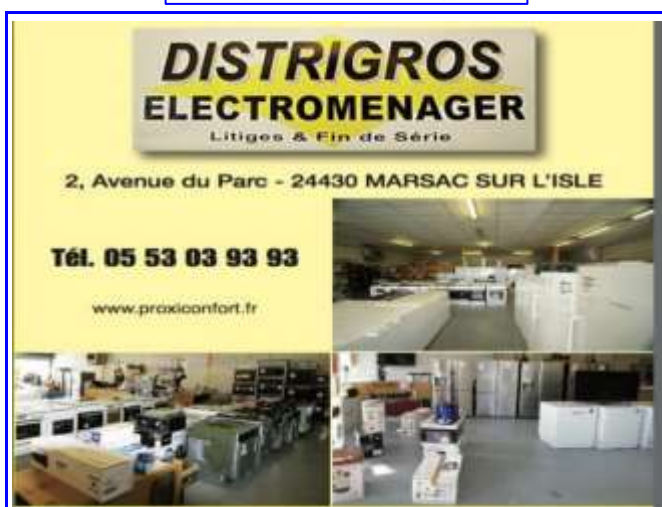 DISTRIGROS
ELECTROMENAGER
Litiges & Fin de Série
2, Avenue du Parc - 24430 MARSAC SUR L'ISLE
Tél. 05 53 03 93 93
www.proxiconfort.fr